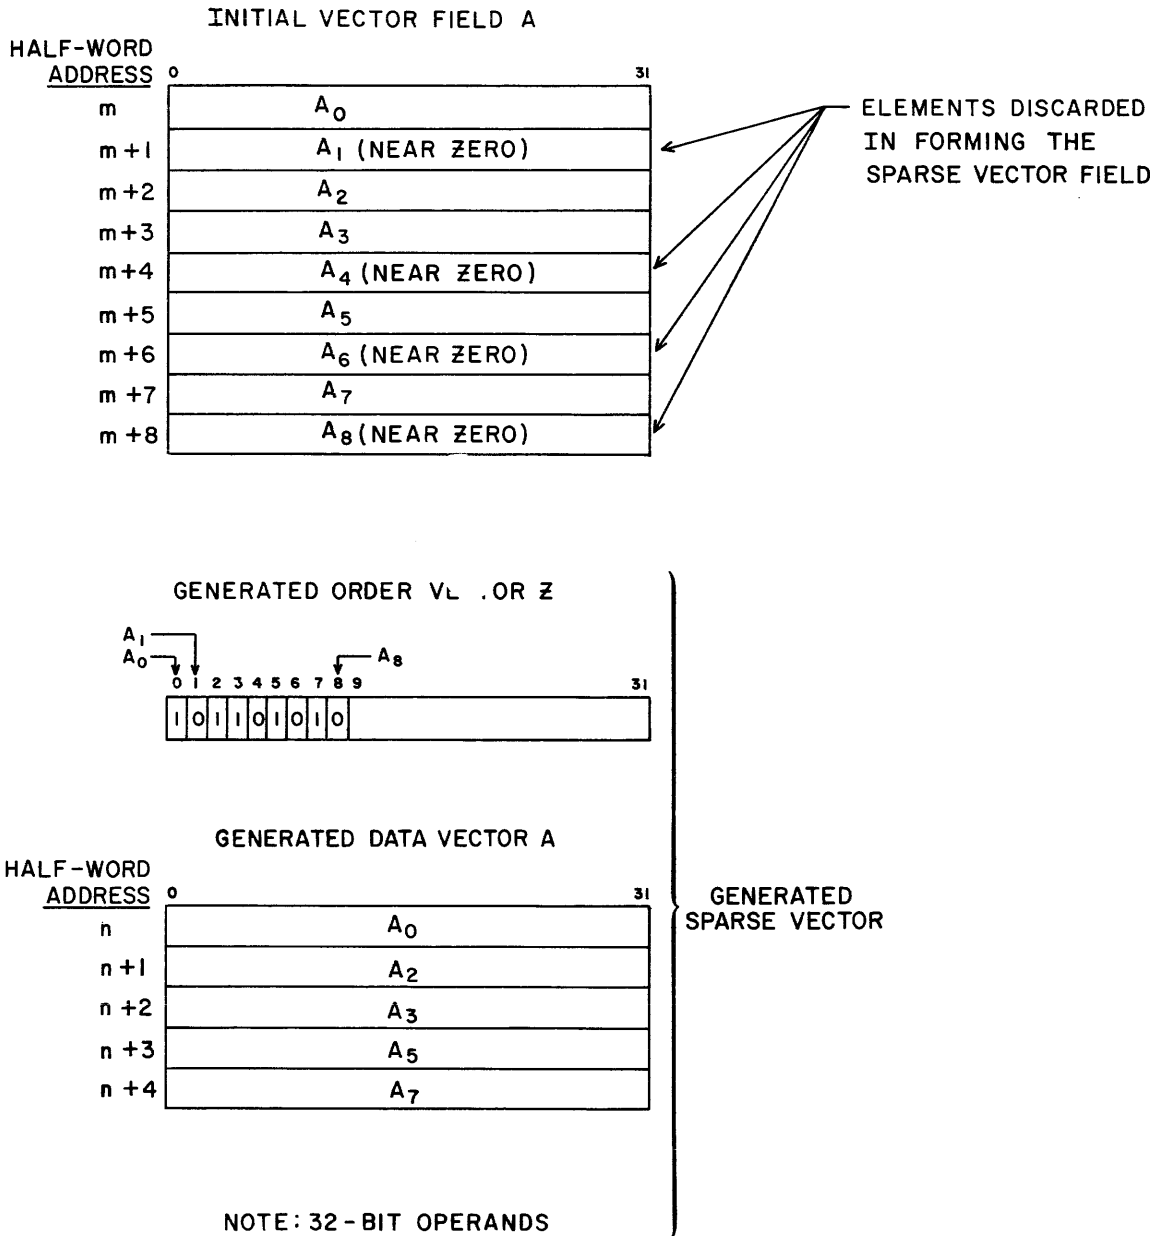 INITIAL VECTOR FIELD A
HALF-WORD
ADDRESS 0 31
m A0
m+1 A1 (NEAR ZERO)
m+2 A2
m+3 A3
m+4 A4 (NEAR ZERO)
m+5 A5
m+6 A6 (NEAR ZERO)
m+7 A7
m+8 A8 (NEAR ZERO)
ELEMENTS DISCARDED
IN FORMING THE
SPARSE VECTOR FIELD
GENERATED ORDER Z
A1
A0 A8
0 1 2 3 4 5 6 7 8 9 31
1 0 1 1 0 1 0 1 0
GENERATED DATA VECTOR A
HALF-WORD
ADDRESS 0 31
n A0
n+1 A2
n+2 A3
n+3 A5
n+4 A7
GENERATED
SPARSE VECTOR
NOTE: 32-BIT OPERANDS